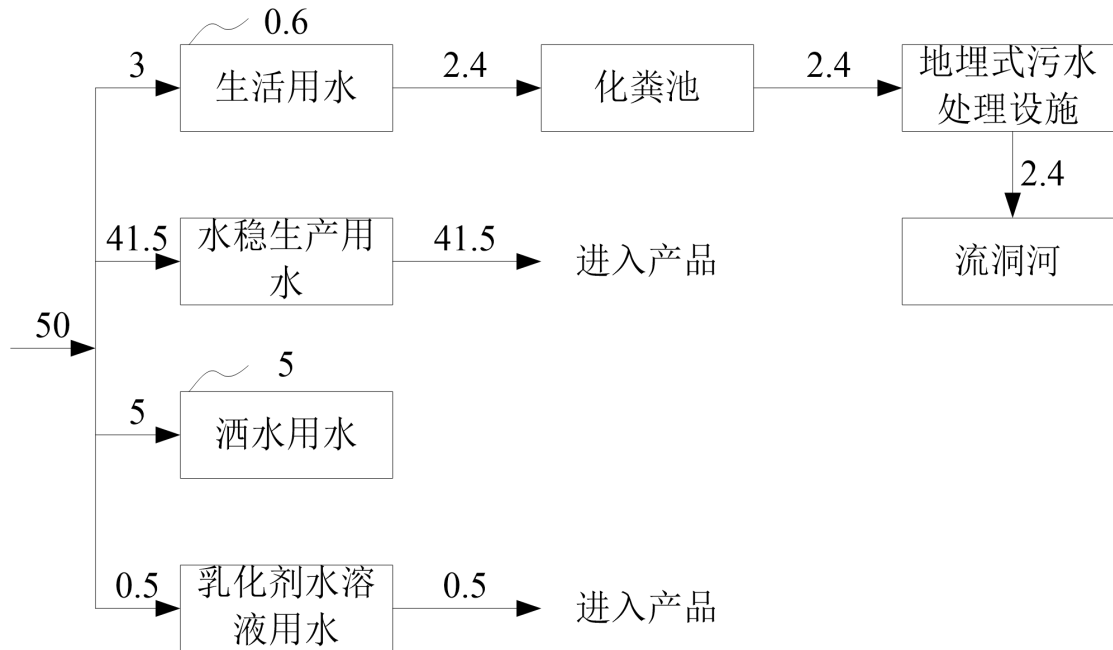 0.6
3
生活用水
2.4
化粪池
2.4
地埋式污水
处理设施
2.4
流洞河
41.5
水稳生产用
水
41.5
进入产品
50
5
5
洒水用水
0.5
乳化剂水溶
液用水
0.5
进入产品